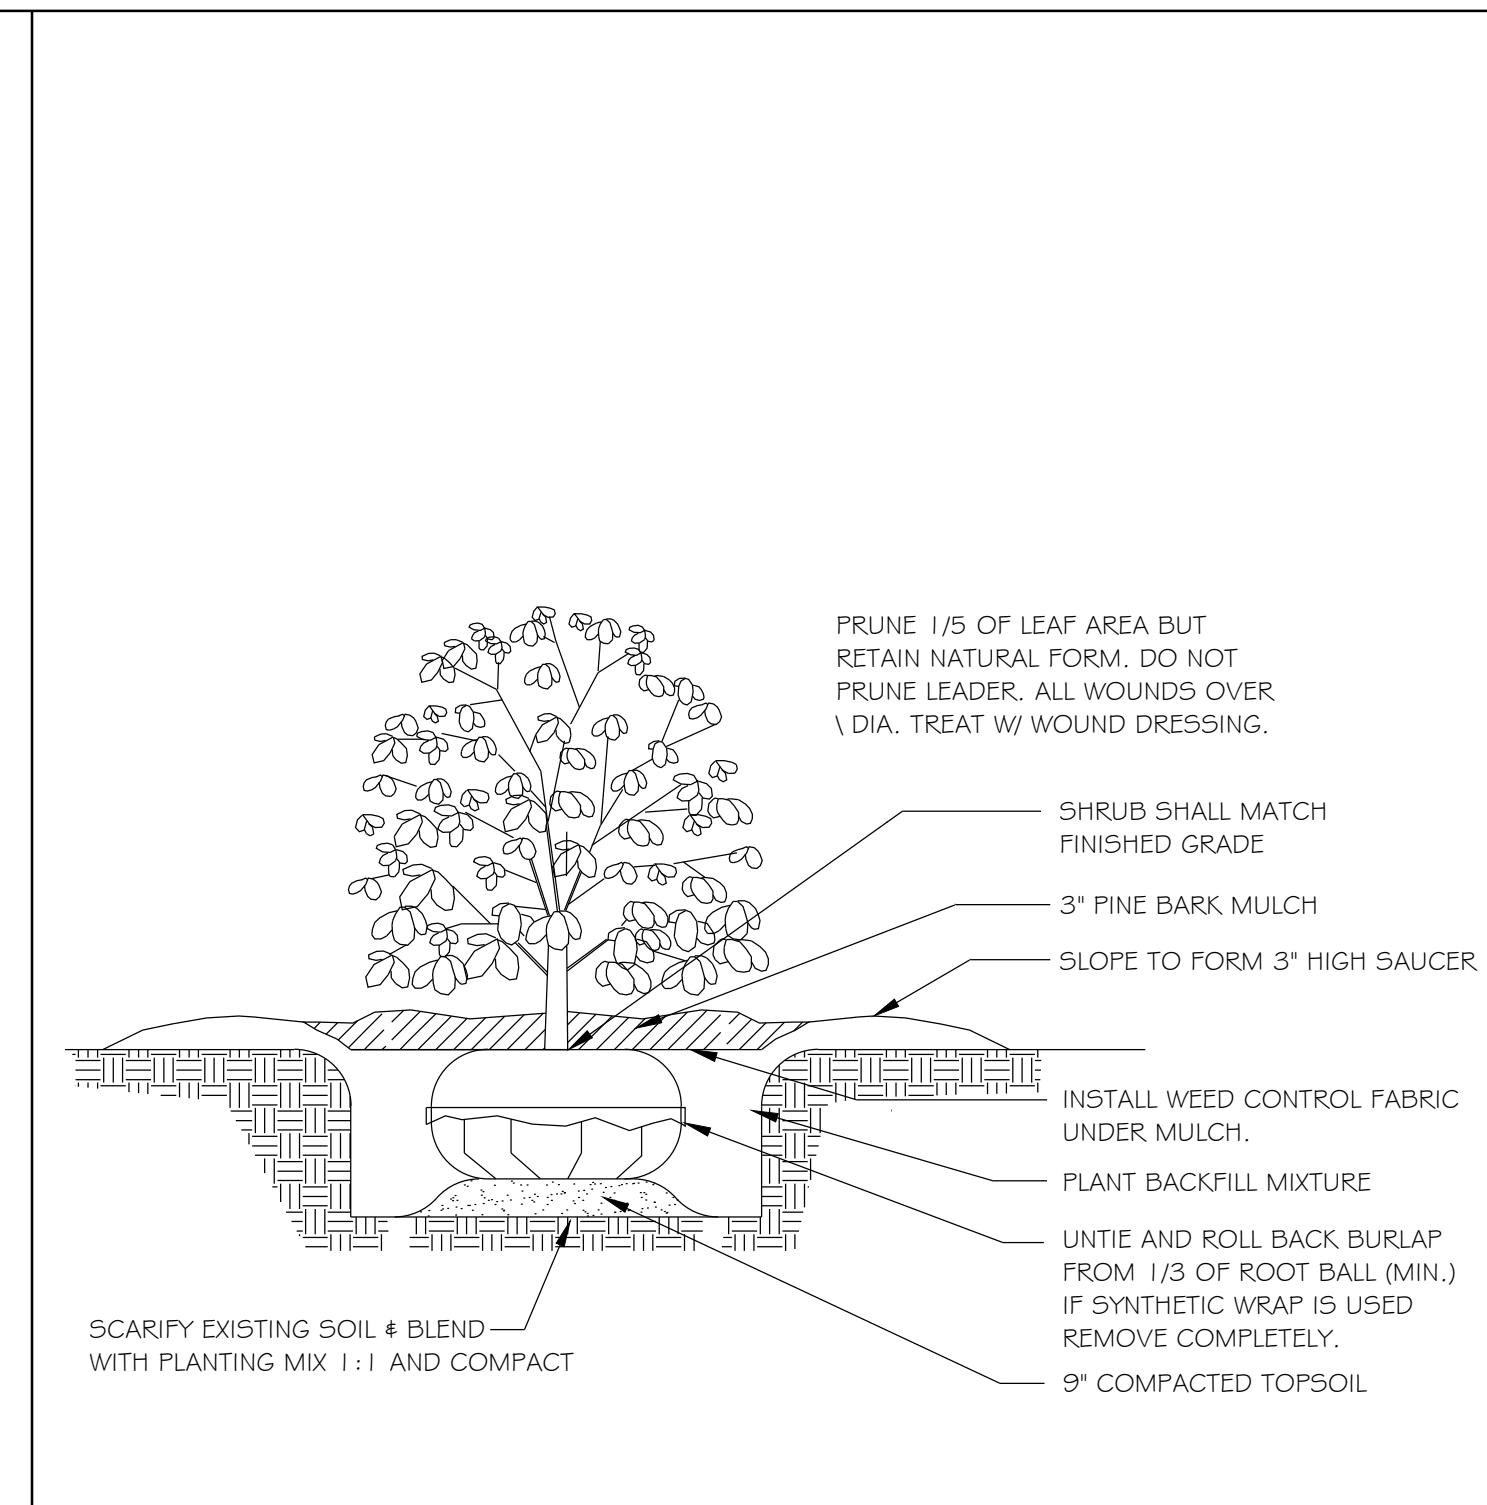 PRUNE 1/5 OF LEAF AREA BUT
RETAIN NATURAL FORM. DO NOT
PRUNE LEADER. ALL WOUNDS OVER
\ DIA. TREAT W/ WOUND DRESSING.
SHRUB SHALL MATCH
FINISHED GRADE
3" PINE BARK MULCH
SLOPE TO FORM 3" HIGH SAUCER
INSTALL WEED CONTROL FABRIC
UNDER MULCH.
PLANT BACKFILL MIXTURE
UNTIE AND ROLL BACK BURLAP
FROM 1/3 OF ROOT BALL (MIN.)
IF SYNTHETIC WRAP IS USED
REMOVE COMPLETELY.
9" COMPACTED TOPSOIL
SCARIFY EXISTING SOIL & BLEND
WITH PLANTING MIX 1:1 AND COMPACT